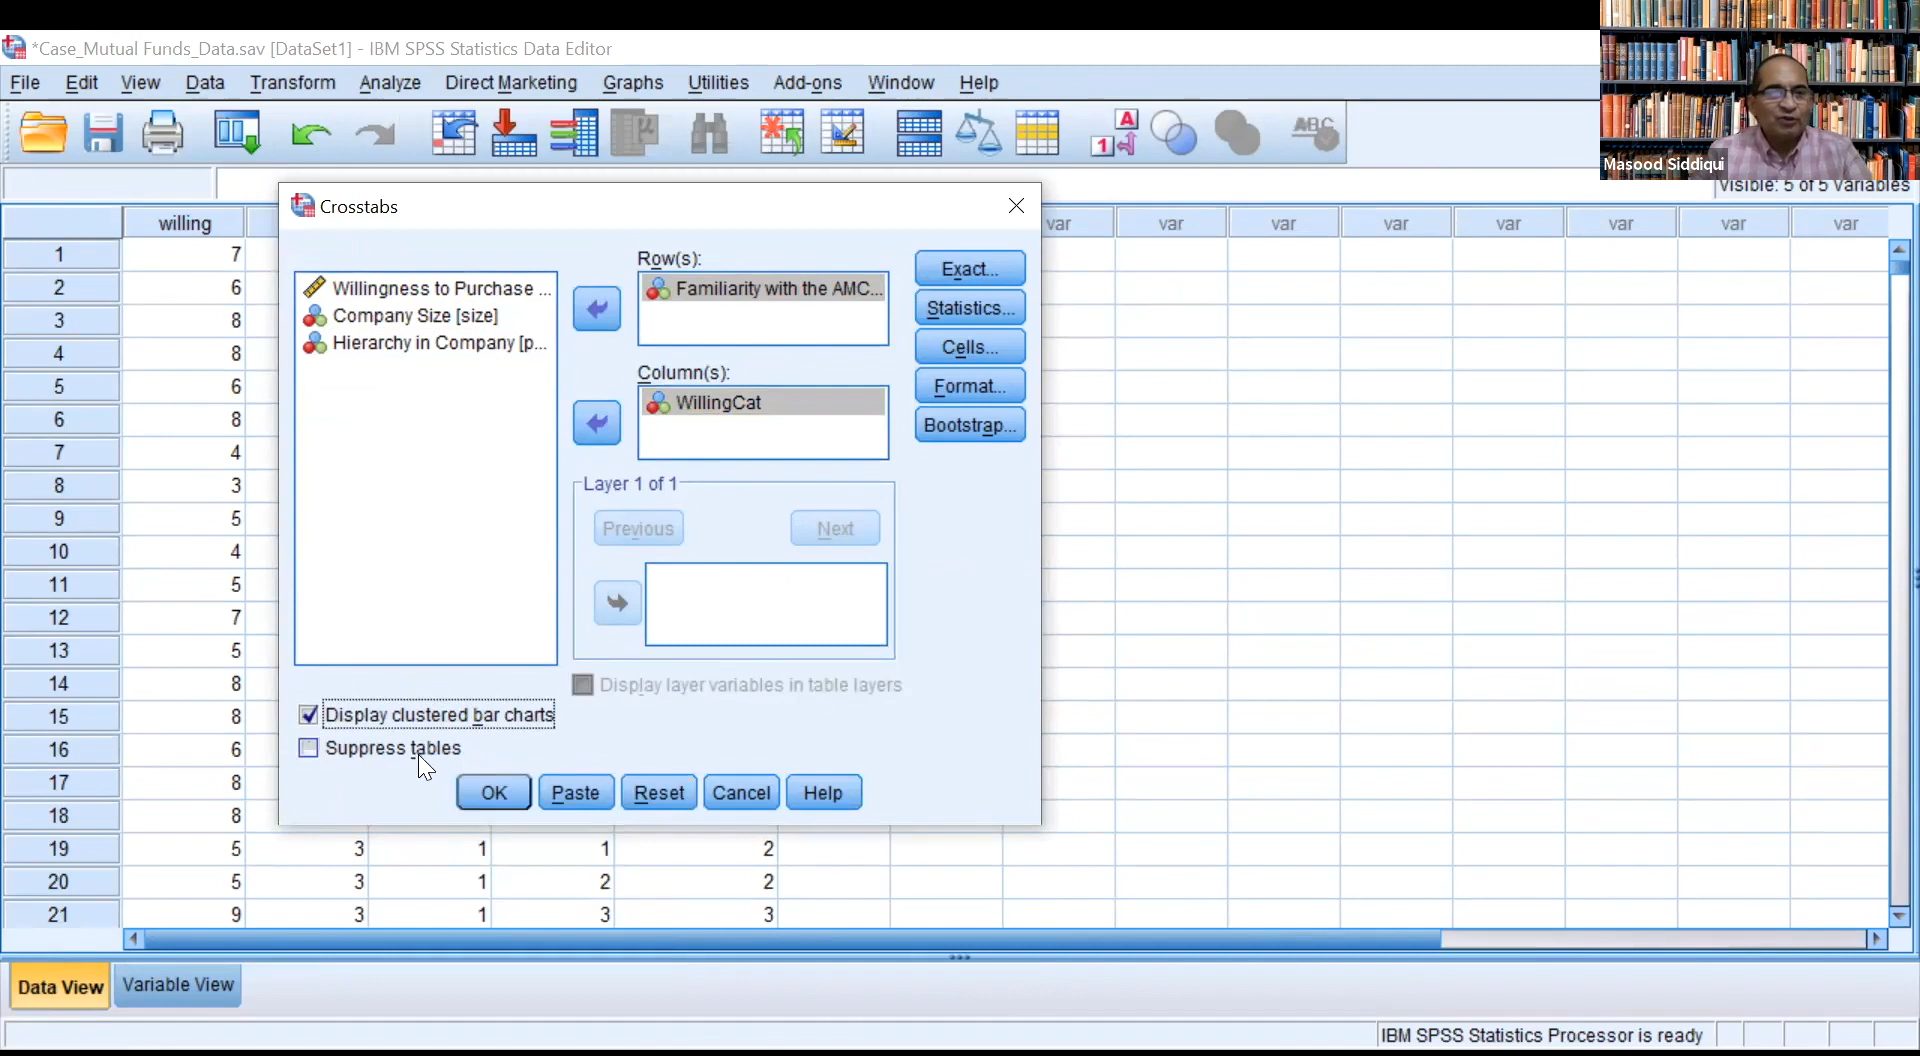 *Case_Mutual Funds_Data.sav [DataSet1] - IBM SPSS Statistics Data Editor
File Edit View Data Transform Analyze Direct Marketing Graphs Utilities Add-ons Window Help
1 A ABC
Masood Siddiqui
Visible: 5 of 5 Variables
willing var var var var var var var var
Crosstabs
Willingness to Purchase ...
Company Size [size]
Hierarchy in Company [p...
Row(s):
Familiarity with the AMC...
Column(s):
WillingCat
Layer 1 of 1
Previous Next
Display layer variables in table layers
Exact...
Statistics...
Cells...
Format...
Bootstrap...
Display clustered bar charts
Suppress tables
OK Paste Reset Cancel Help
1 7
2 6
3 8
4 8
5 6
6 8
7 4
8 3
9 5
10 4
11 5
12 7
13 5
14 8
15 8
16 6
17 8
18 8
19 5 3 1 1 2
20 5 3 1 2 2
21 9 3 1 3 3
Data View Variable View
IBM SPSS Statistics Processor is ready